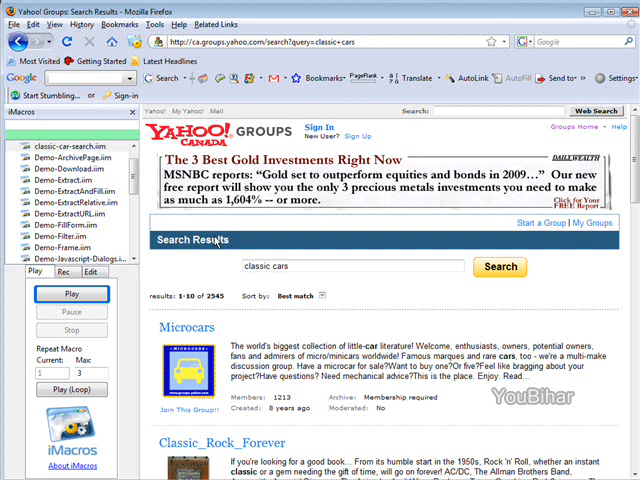 Yahoo! Groups: Search Results - Mozilla Firefox
File Edit View History Bookmarks Tools Help Related Links
http://ca.groups.yahoo.com/search?query=classic+cars
Google
Most Visited Getting Started Latest Headlines
Google Search Bookmarks PageRank Translate AutoLink AutoFill Send to Settings
Start Stumbling... or Sign-in
iMacros
classic-car-search.iim
Demo-ArchivePage.iim
Demo-Download.iim
Demo-Extract.iim
Demo-ExtractAndFill.iim
Demo-ExtractRelative.iim
Demo-ExtractURL.iim
Demo-FillForm.iim
Demo-Filter.iim
Demo-Frame.iim
Demo-Javascript-Dialogs.i...
Play Rec Edit
Play
Pause
Stop
Repeat Macro
Current: Max:
1 3
Play (Loop)
iMacros
About iMacros
Yahoo! My Yahoo! Mail Search: Web Search
YAHOO! GROUPS
CANADA
Sign In
New User? Sign Up
Groups Home - Help
The 3 Best Gold Investments Right Now DAILYWEALTH
MSNBC reports: “Gold set to outperform equities and bonds in 2009...” Our new
free report will show you the only 3 precious metals investments you need to make
as much as 1,604% -- or more. Click for Your
FREE Report
Start a Group | My Groups
Search Results
classic cars Search
results: 1-10 of 2545 Sort by: Best match
Microcars
The world's biggest collection of little-car literature! Welcome, enthusiasts, owners, potential owners,
fans and admirers of micro/minicars worldwide! Famous marques and rare cars, too - we're a multi-make
discussion group. Have a microcar for sale?Want to buy one?Or five?Feel like bragging about your
project?Have questions? Need mechanical advice?This is the place. Enjoy. Read...
Members: 1213 Archive: Membership required
Created: 8 years ago Moderated: No
Join This Group!!
YouBihar
Classic_Rock_Forever
If you're looking for a good book... From its humble start in the 1950s, Rock 'n' Roll, whether an instant
classic or a gem needing the gift of time, will go on forever! AC/DC, The Allman Brothers Band,